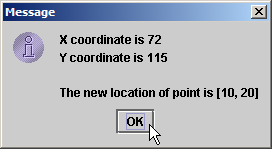 Message
X coordinate is 72
Y coordinate is 115
The new location of point is [10, 20]
OK